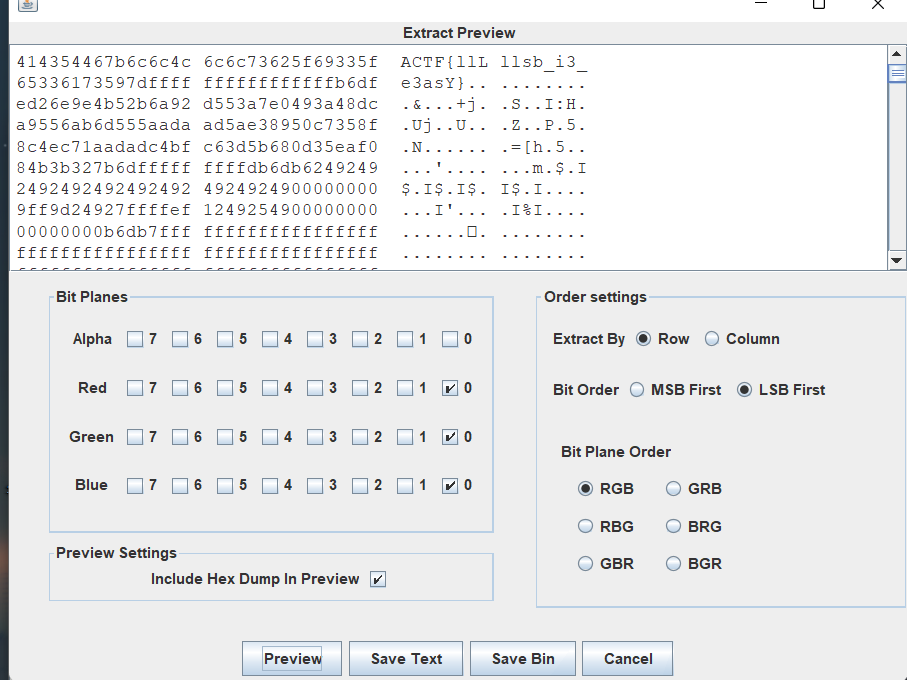 Extract Preview
414354467b6c6c4c 6c6c73625f69335f ACTF{llL llsb_i3_
65336173597dffff ffffffffffffb6df e3asY}.. ........
ed26e9e4b52b6a92 d553a7e0493a48dc .&...+j. .S..I:H.
a9556ab6d555aada ad5ae38950c7358f .Uj..U.. .Z..P.5.
8c4ec71aadadc4bf c63d5b680d35eaf0 .N...... .=[h.5..
84b3b327b6dfffff ffffdb6db6249249 ...'.... ...m.$.I
2492492492492492 4924924900000000 $.I$.I$. I$.I....
9ff9d24927ffffef 1249254900000000 ...I'... .I%I....
00000000b6db7fff ffffffffffffffff ......□. ........
ffffffffffffffff ffffffffffffffff ........ ........
Bit Planes
Alpha 7 6 5 4 3 2 1 0
Red 7 6 5 4 3 2 1 0
Green 7 6 5 4 3 2 1 0
Blue 7 6 5 4 3 2 1 0
Preview Settings
Include Hex Dump In Preview
Order settings
Extract By Row Column
Bit Order MSB First LSB First
Bit Plane Order
RGB GRB
RBG BRG
GBR BGR
Preview Save Text Save Bin Cancel